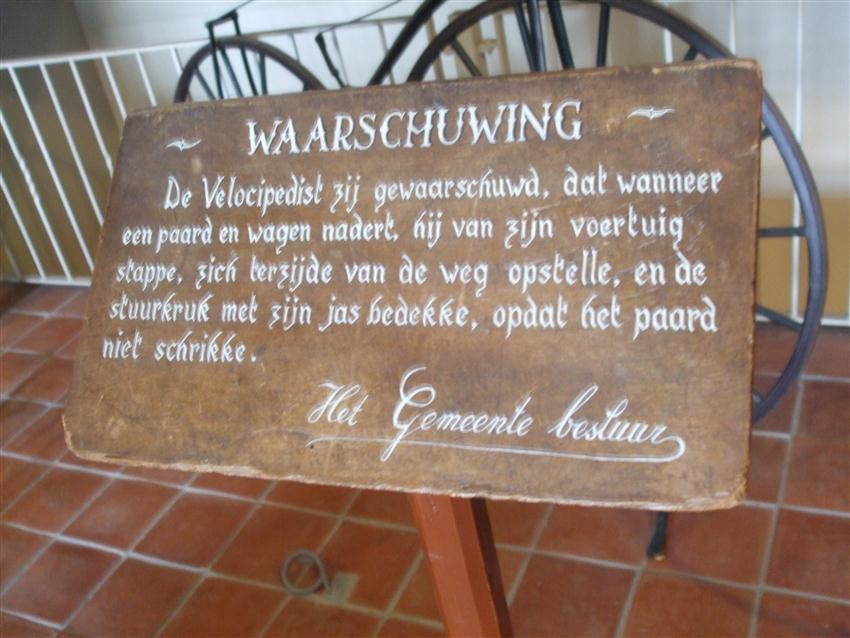 WAARSCHUWING
De Velocipedist zij gewaarschuwd, dat wanneer
een paard en wagen nadert, hij van zijn voertuig
stappe, zich terzijde van de weg opstelle, en de
stuurkruk met zijn jas bedekke, opdat het paard
niet schrikke.
Het Gemeente bestuur